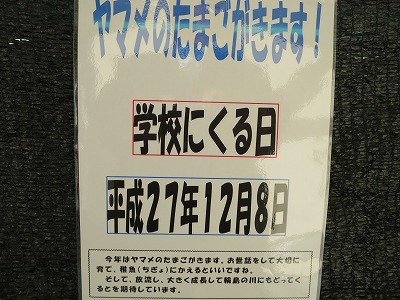 ヤマメのたまごがきます!
学校にくる日
平成27年12月8日
今年はヤマメのたまごがきます。お世話をして大切に
育て、稚魚(ちぎょ)にかえるといいですね。
そして、放流し、大きく成長して輪島の川にもどってく
ることを期待しています。